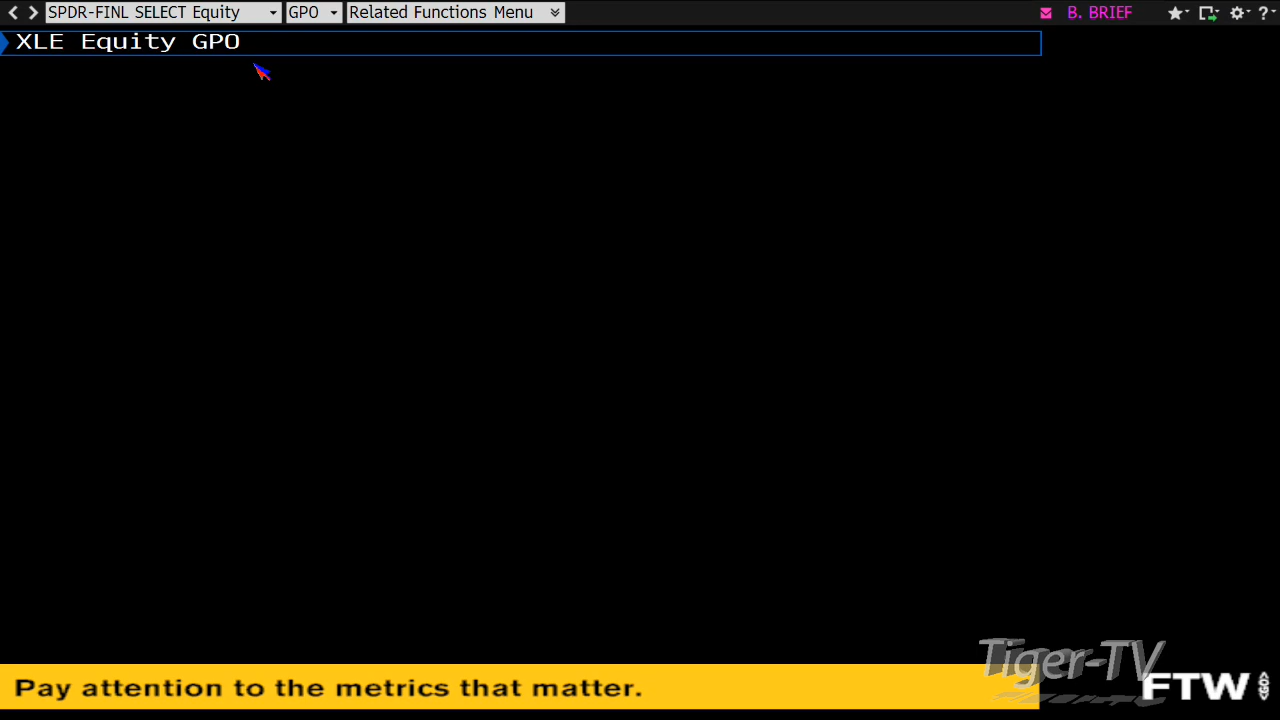 SPDR-FINL SELECT Equity GPO Related Functions Menu B. BRIEF ?
XLE Equity GPO
Tiger-TV
Pay attention to the metrics that matter.
FTW